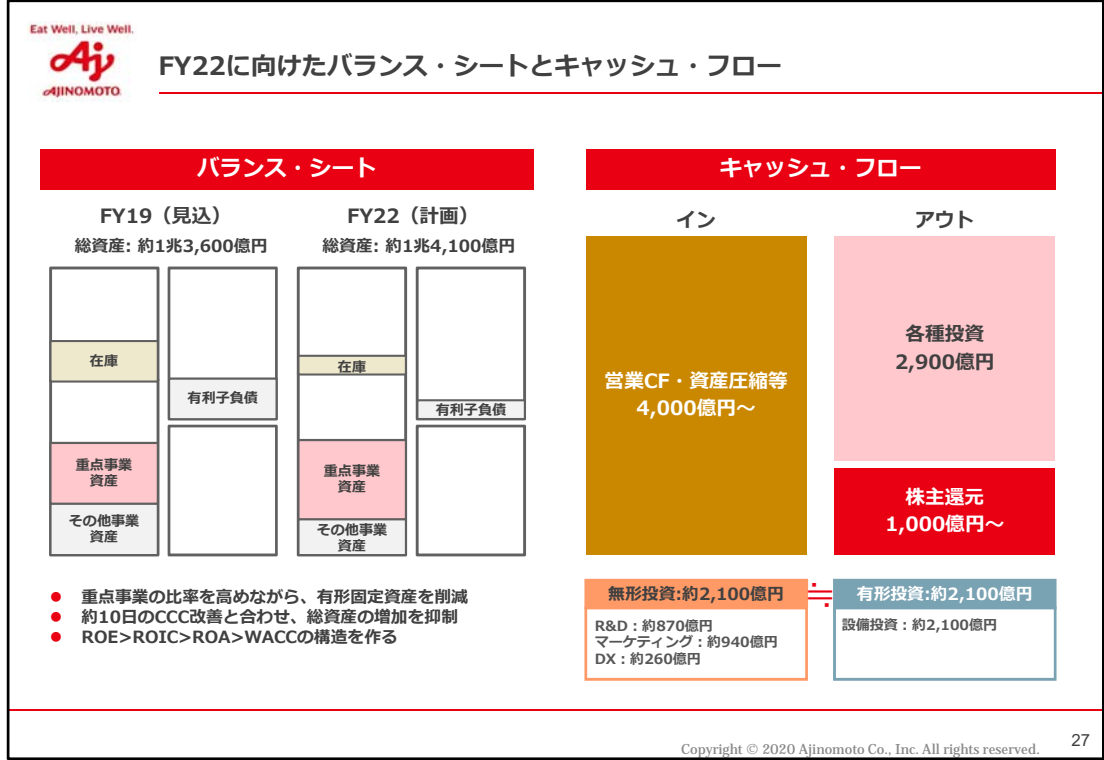 Eat Well, Live Well.
Aj
AJINOMOTO
FY22に向けたバランス・シートとキャッシュ・フロー
バランス・シート
FY19（見込）
総資産: 約1兆3,600億円
FY22（計画）
総資産: 約1兆4,100億円
在庫
重点事業
資産
その他事業
資産
有利子負債
在庫
重点事業
資産
その他事業
資産
有利子負債
● 重点事業の比率を高めながら、有形固定資産を削減
● 約10日のCCC改善と合わせ、総資産の増加を抑制
● ROE>ROIC>ROA>WACCの構造を作る
キャッシュ・フロー
イン
アウト
営業CF・資産圧縮等
4,000億円～
各種投資
2,900億円
株主還元
1,000億円～
無形投資:約2,100億円
≒
有形投資:約2,100億円
R&D：約870億円
マーケティング：約940億円
DX：約260億円
設備投資：約2,100億円
Copyright © 2020 Ajinomoto Co., Inc. All rights reserved.
27